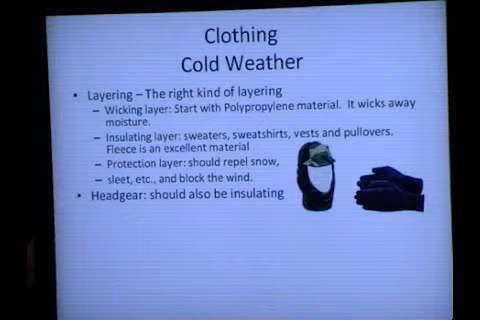 Clothing
Cold Weather
• Layering – The right kind of layering
– Wicking layer: Start with Polypropylene material. It wicks away
moisture.
– Insulating layer: sweaters, sweatshirts, vests and pullovers.
Fleece is an excellent material
– Protection layer: should repel snow,
– sleet, etc., and block the wind.
• Headgear: should also be insulating